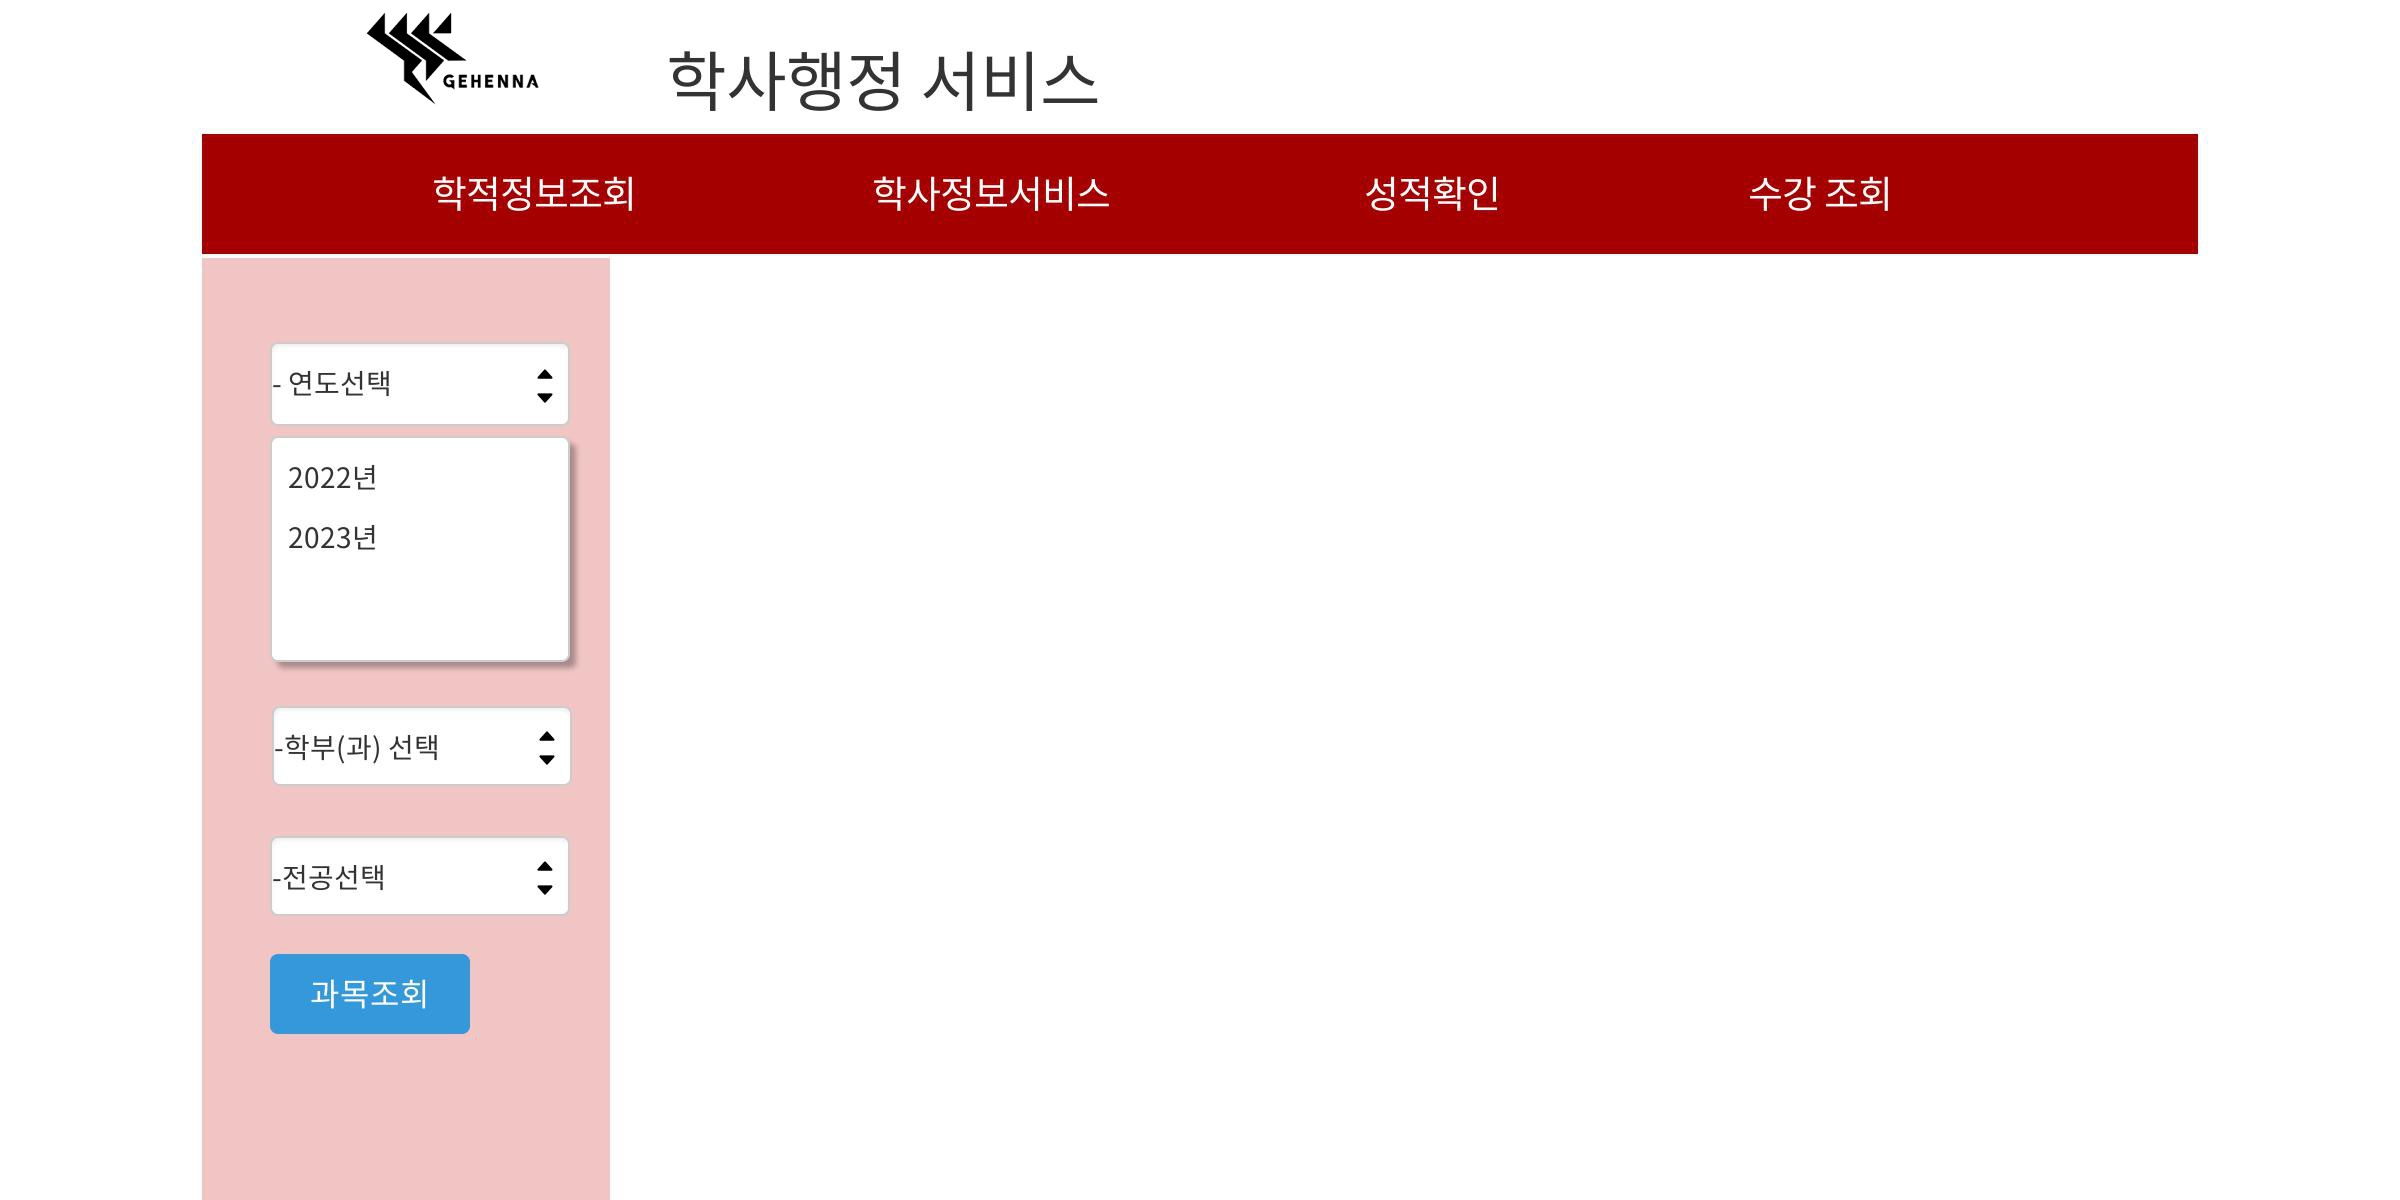 GEHENNA
학사행정 서비스
학적정보조회 학사정보서비스 성적확인 수강 조회
- 연도선택
2022년
2023년
-학부(과) 선택
-전공선택
과목조회